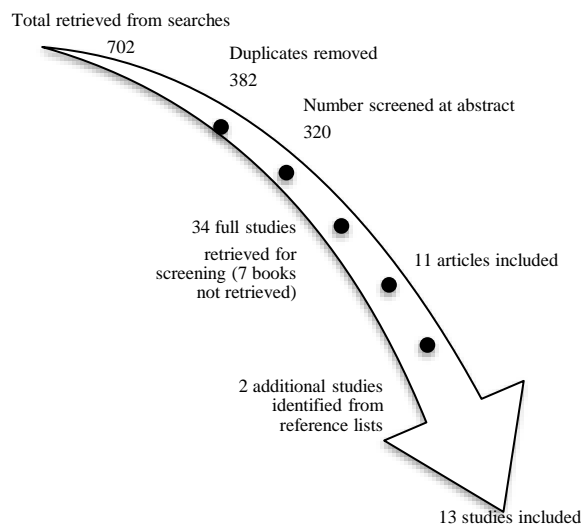 Total retrieved from searches
702
Duplicates removed
382
Number screened at abstract
320
34 full studies
retrieved for
screening (7 books
not retrieved)
11 articles included
2 additional studies
identified from
reference lists
13 studies included